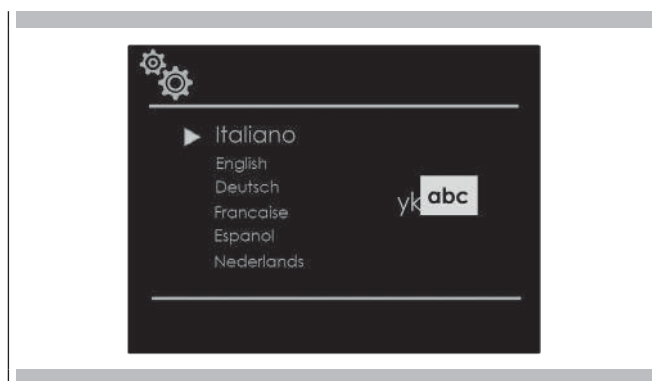 Italiano
English
Deutsch
Francaise
Espanol
Nederlands
yk abc